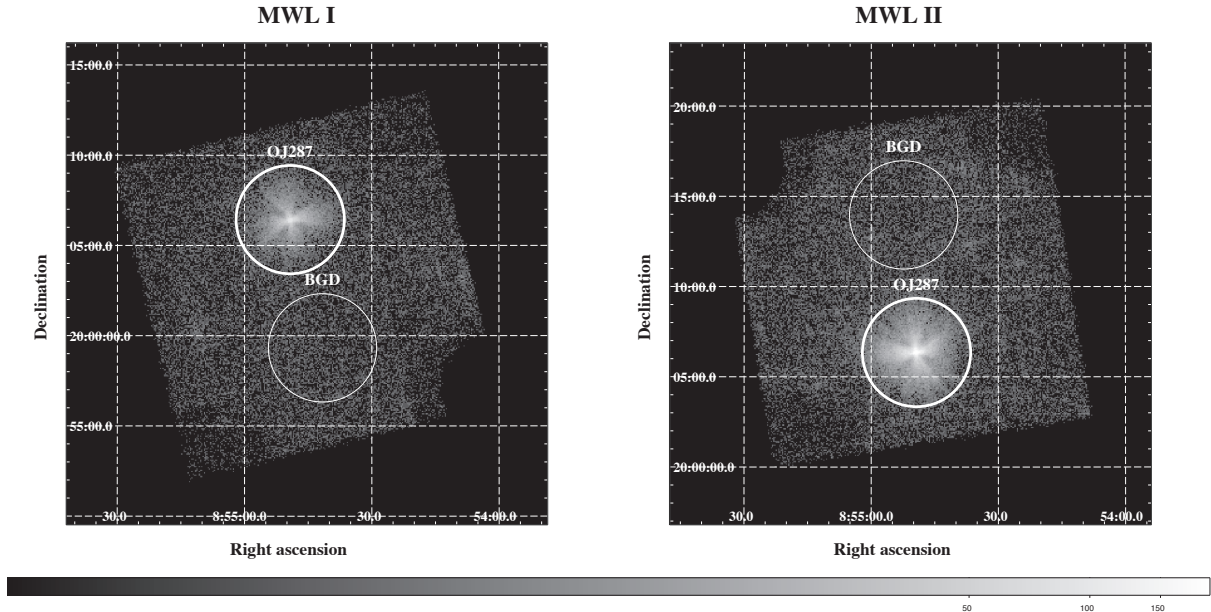 MWL I
MWL II
15:00.0
10:00.0
05:00.0
20:00:00.0
55:00.0
OJ287
BGD
30.0 8:55:00.0 30.0 54:00.0
Declination
Right ascension
20:00.0
15:00.0
10:00.0
05:00.0
20:00:00.0
BGD
OJ287
30.0 8:55:00.0 30.0 54:00.0
Declination
Right ascension
50 100 150